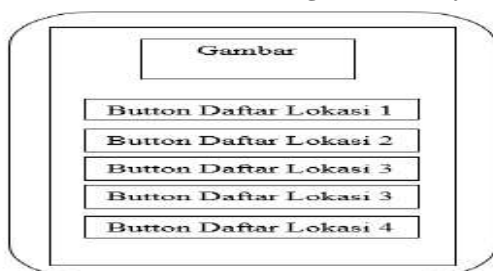 Gambar
Button Daftar Lokasi 1
Button Daftar Lokasi 2
Button Daftar Lokasi 3
Button Daftar Lokasi 3
Button Daftar Lokasi 4